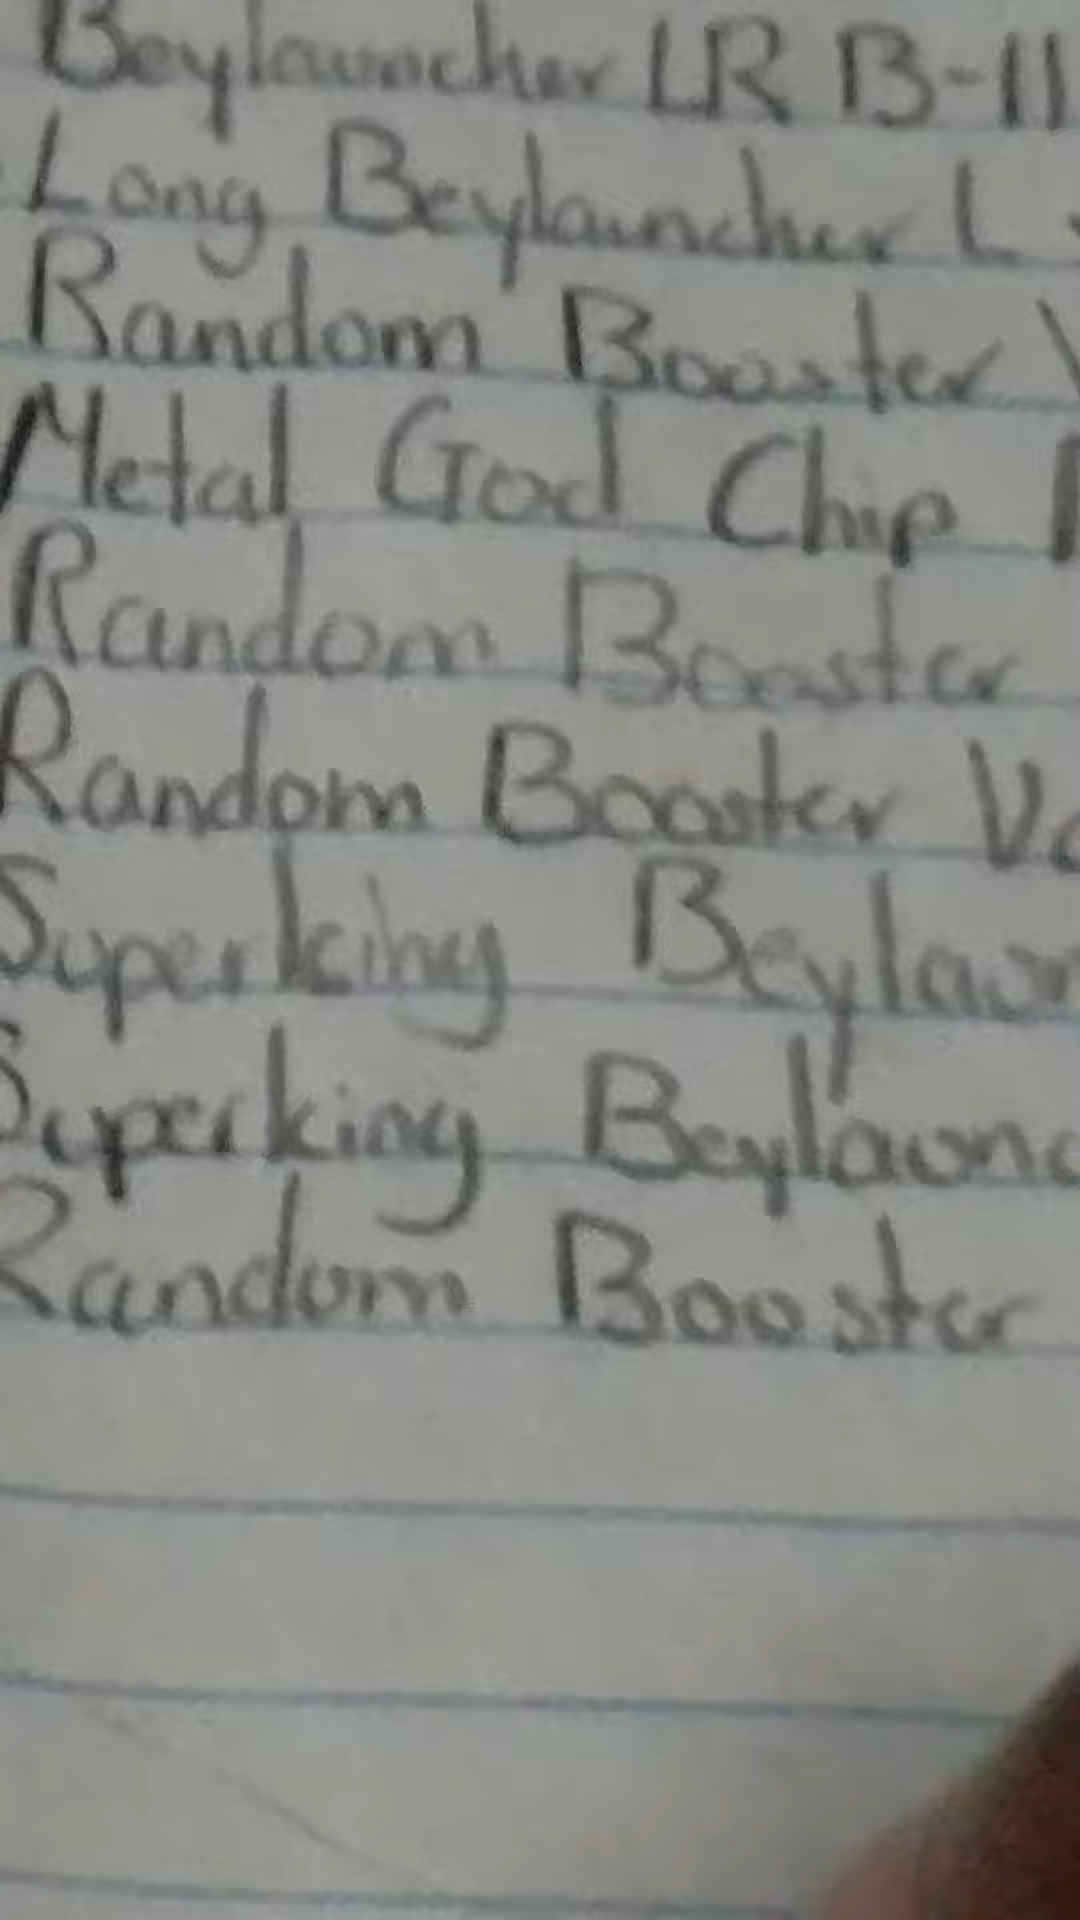 Beylauncher LR B-11
Long Beylauncher L
Random Booster
Metal God Chip
Random Booster
Random Booster Vo
Superking Beylaun
Superking Beylaunc
Random Booster